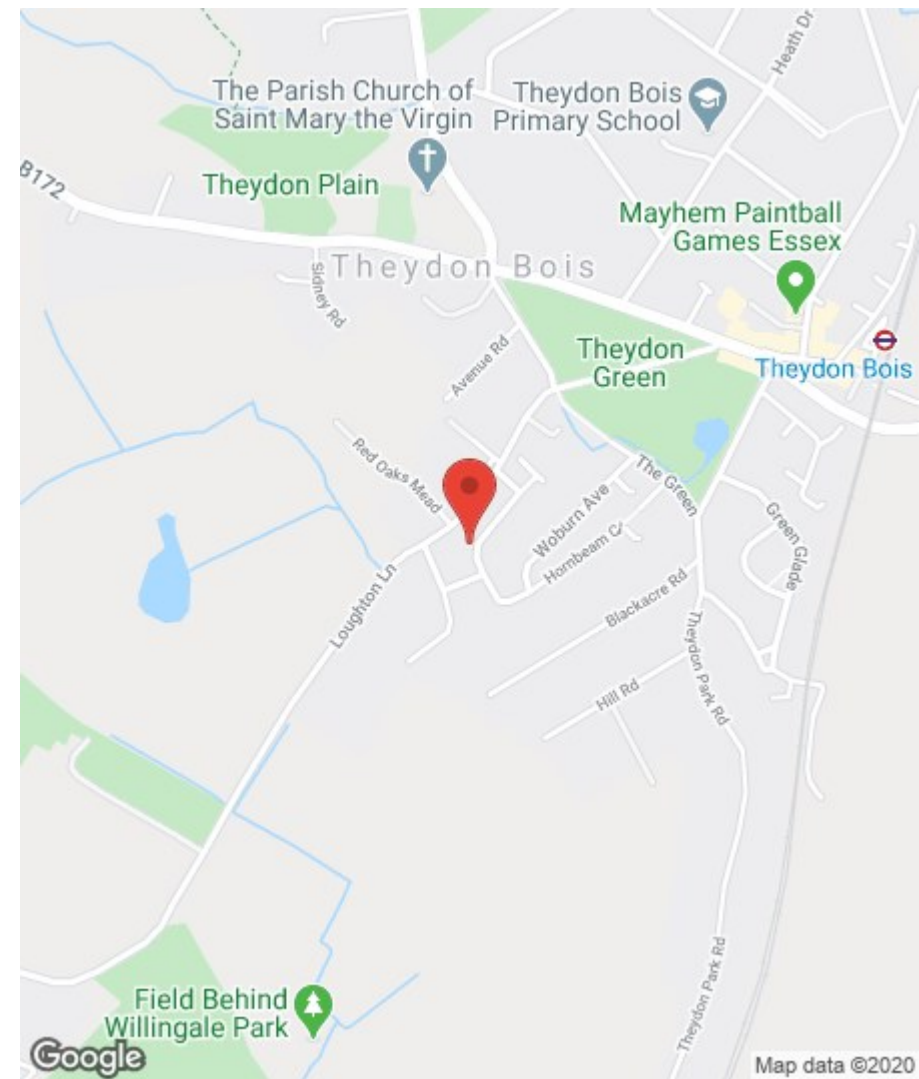 Heath Dr
The Parish Church of
Saint Mary the Virgin
Theydon Bois
Primary School
B172
Theydon Plain
Mayhem Paintball
Games Essex
Theydon Bois
Sidney Rd
Theydon
Green
Theydon Bois
Avenue Rd
Red Oaks Mead
The Green
Woburn Ave
Green Glade
Hornbeam
Loughton Ln
Blackacre Rd
Theydon Park Rd
Hill Rd
Theydon Park Rd
Field Behind
Willingale Park
Google
Map data ©2020